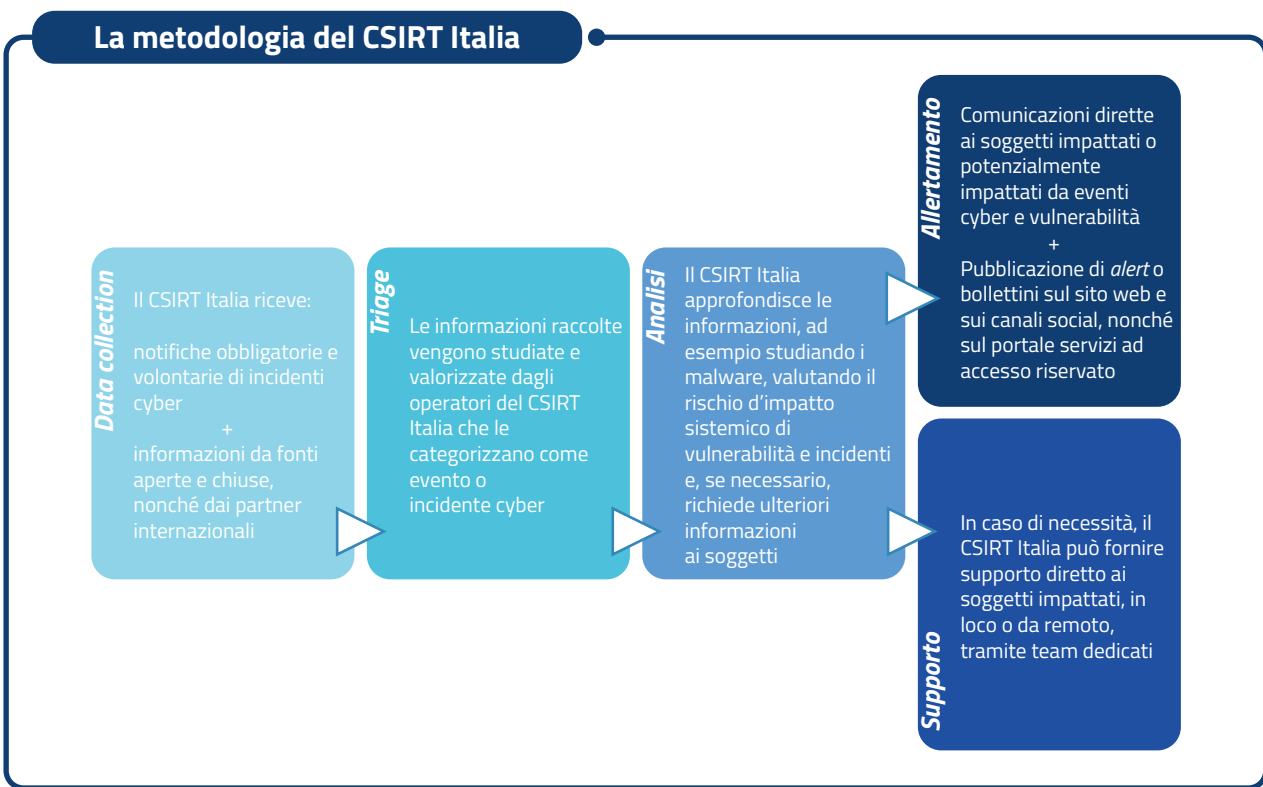 La metodologia del CSIRT Italia
Data collection
Il CSIRT Italia riceve:
notifiche obbligatorie e
volontarie di incidenti
cyber
+
informazioni da fonti
aperte e chiuse,
nonché dai partner
internazionali
Triage
Le informazioni raccolte
vengono studiate e
valorizzate dagli
operatori del CSIRT
Italia che le
categorizzano come
evento o
incidente cyber
Analisi
Il CSIRT Italia
approfondisce le
informazioni, ad
esempio studiando i
malware, valutando il
rischio d’impatto
sistemico di
vulnerabilità e incidenti
e, se necessario,
richiede ulteriori
informazioni
ai soggetti
Allertamento
Comunicazioni dirette
ai soggetti impattati o
potenzialmente
impattati da eventi
cyber e vulnerabilità
+
Pubblicazione di alert o
bollettini sul sito web e
sui canali social, nonché
sul portale servizi ad
accesso riservato
Supporto
In caso di necessità, il
CSIRT Italia può fornire
supporto diretto ai
soggetti impattati, in
loco o da remoto,
tramite team dedicati